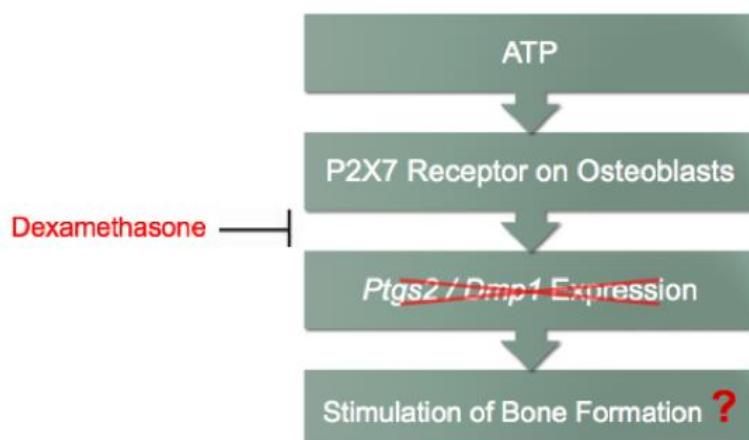 ATP
P2X7 Receptor on Osteoblasts
Dexamethasone
Ptgs2 / Dmp1 Expression
Stimulation of Bone Formation ?